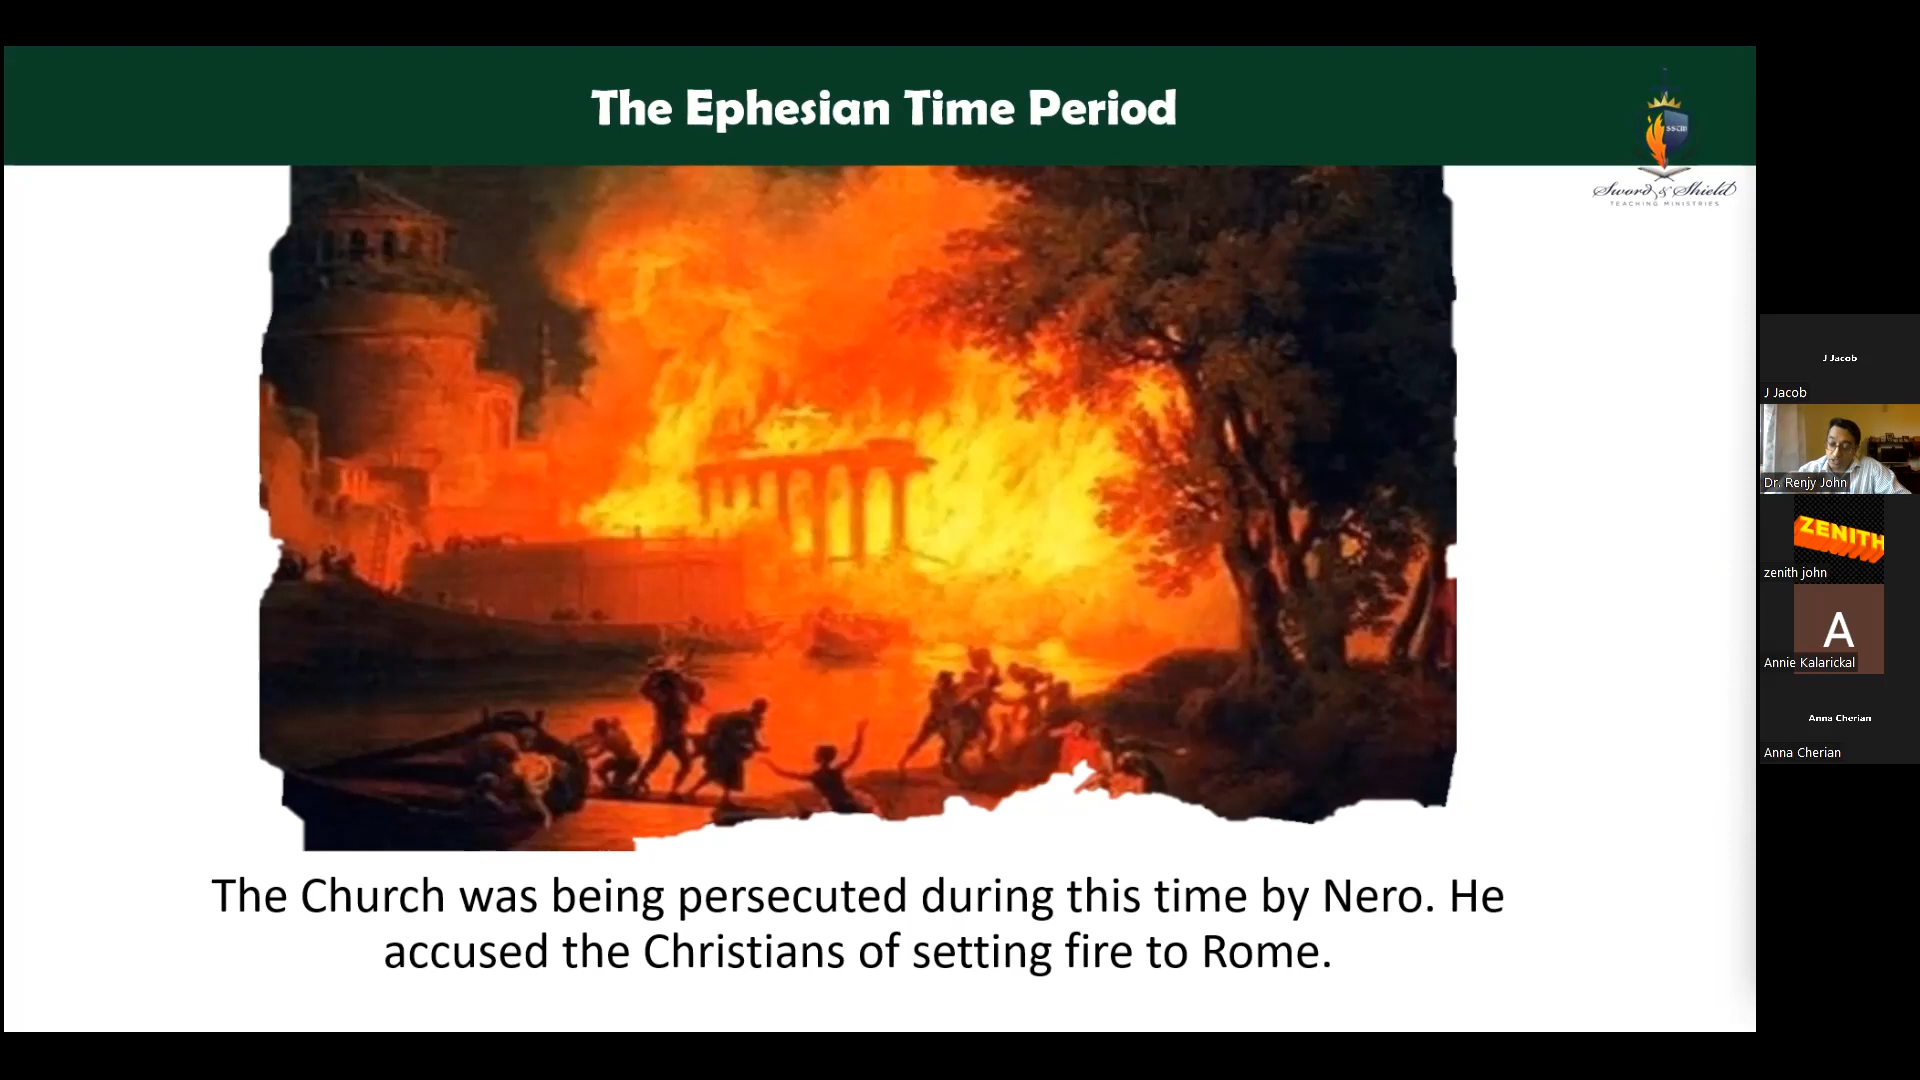 The Ephesian Time Period
SSTM
Sword & Shield
TEACHING MINISTRIES
The Church was being persecuted during this time by Nero. He
accused the Christians of setting fire to Rome.
J Jacob
J Jacob
Dr. Renjy John
ZENITH
zenith john
A
Annie Kalarickal
Anna Cherian
Anna Cherian